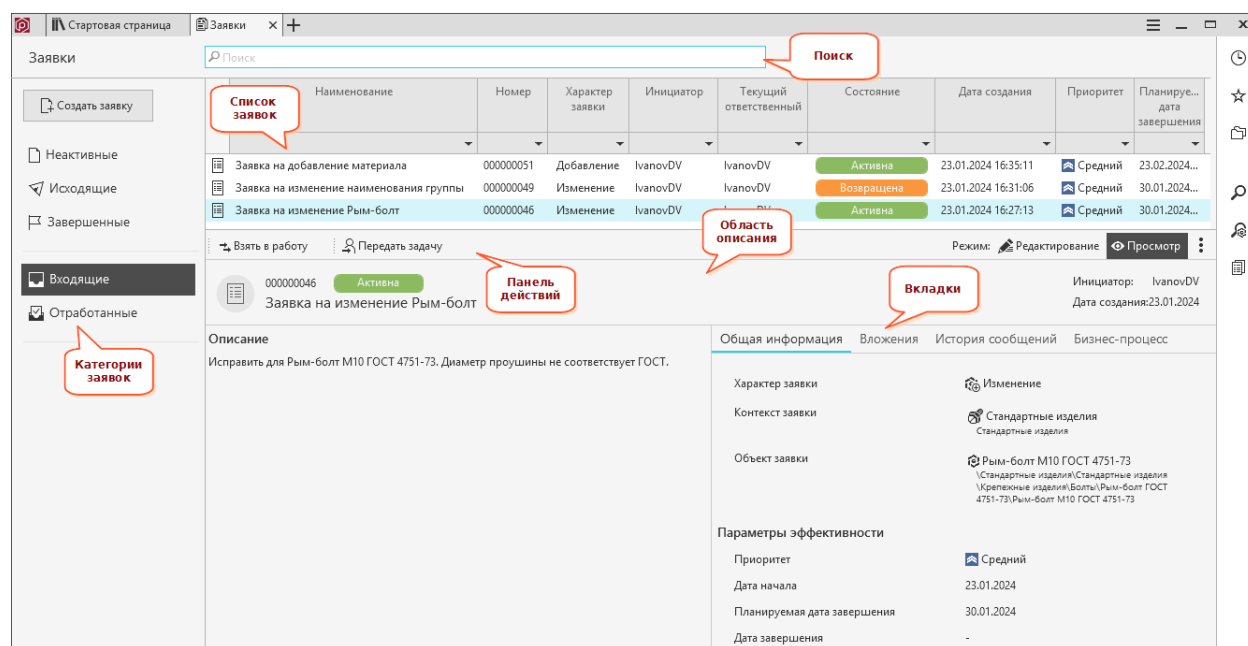 Стартовая страница
Заявки
Заявки
Поиск
Поиск
Создать заявку
Неактивные
Исходящие
Завершенные
Входящие
Отработанные
Категории
заявок
Список
заявок
Наименование
Номер
Характер
заявки
Инициатор
Текущий
ответственный
Состояние
Дата создания
Приоритет
Планируе...
дата
завершения
Заявка на добавление материала 000000051 Добавление IvanovDV IvanovDV Активна 23.01.2024 16:35:11 Средний 23.02.2024...
Заявка на изменение наименования группы 000000049 Изменение IvanovDV IvanovDV Возвращена 23.01.2024 16:31:06 Средний 30.01.2024...
Заявка на изменение Рым-болт 000000046 Изменение IvanovDV Активна 23.01.2024 16:27:13 Средний 30.01.2024...
Область
описания
Взять в работу Передать задачу
Режим: Редактирование Просмотр
Панель
действий
Вкладки
000000046 Активна
Заявка на изменение Рым-болт
Инициатор: IvanovDV
Дата создания:23.01.2024
Описание
Исправить для Рым-болт М10 ГОСТ 4751-73. Диаметр проушины не соответствует ГОСТ.
Общая информация Вложения История сообщений Бизнес-процесс
Характер заявки Изменение
Контекст заявки Стандартные изделия
Стандартные изделия
Объект заявки Рым-болт М10 ГОСТ 4751-73
\Стандартные изделия\Стандартные изделия
\Крепежные изделия\Болты\Рым-болт ГОСТ
4751-73\Рым-болт М10 ГОСТ 4751-73
Параметры эффективности
Приоритет Средний
Дата начала 23.01.2024
Планируемая дата завершения 30.01.2024
Дата завершения -